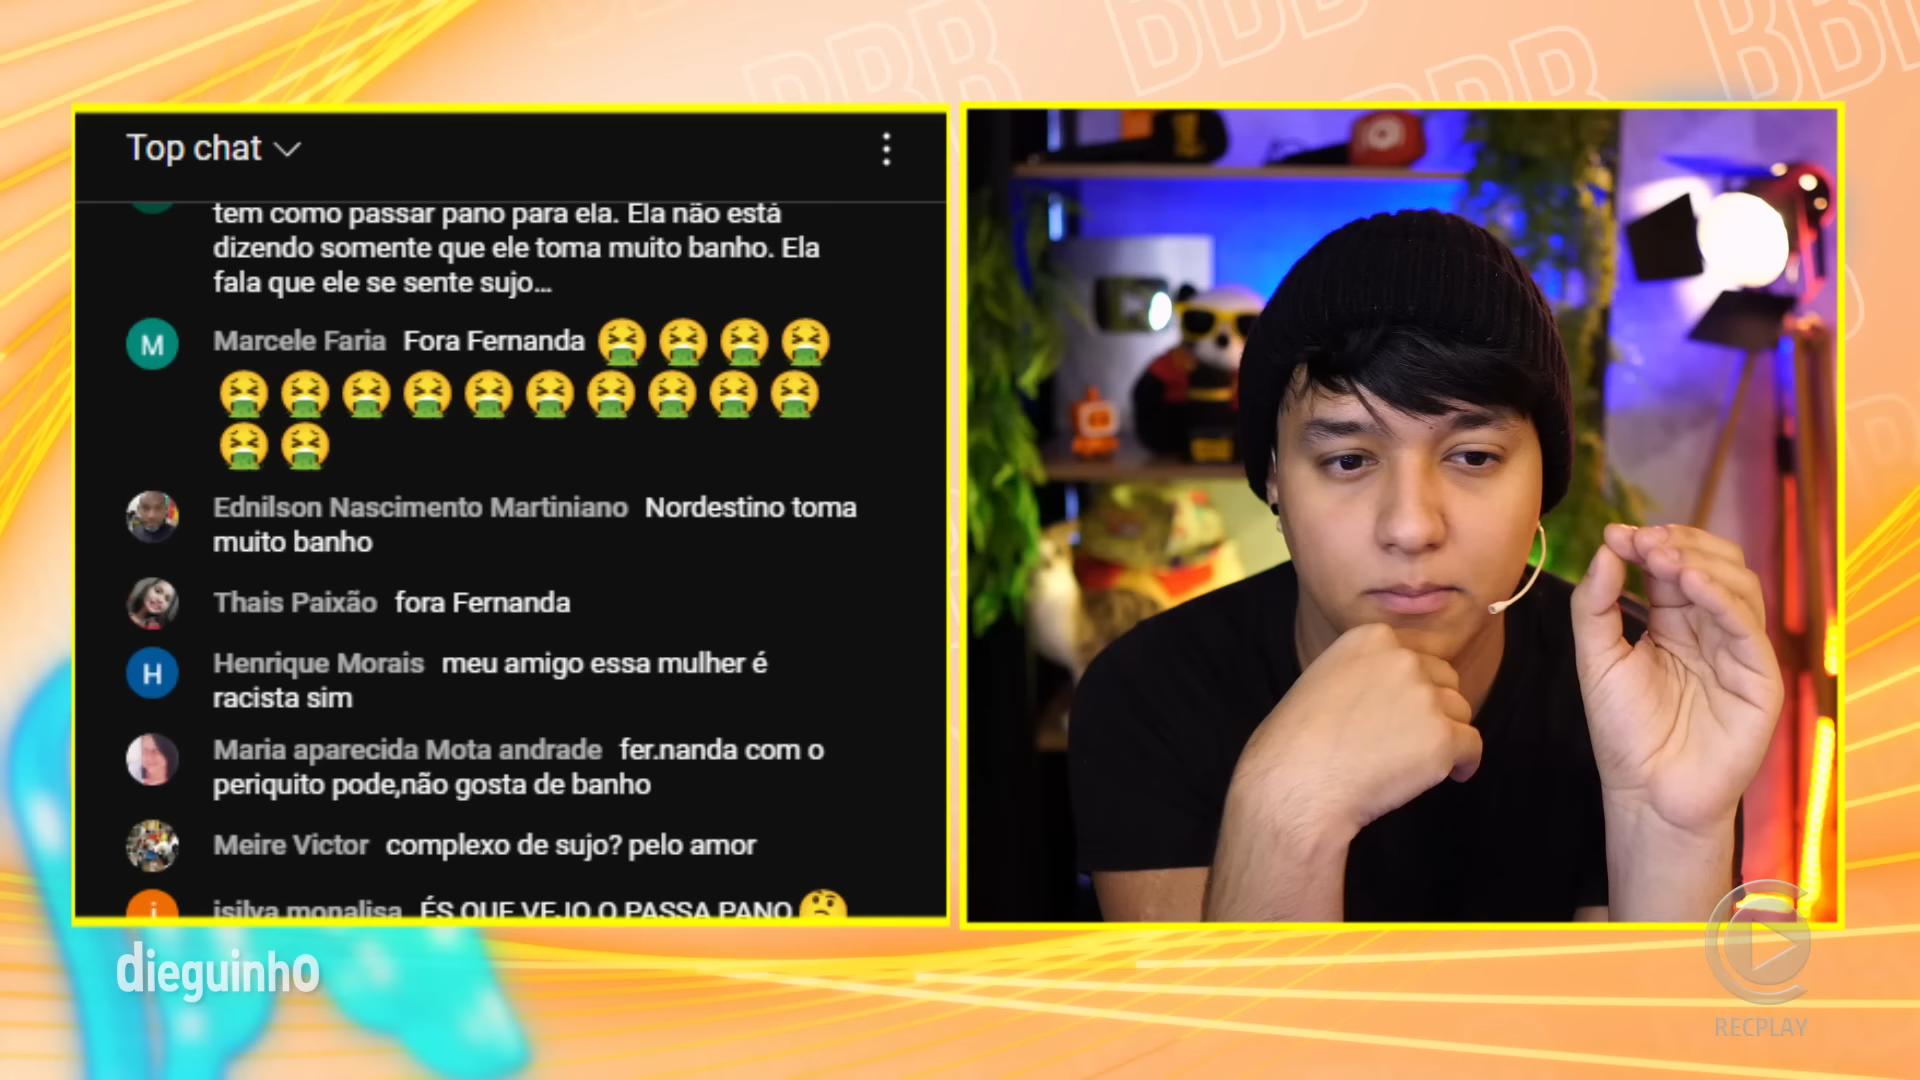 BBB
BBB
BBB
BBB
Top chat
tem como passar pano para ela. Ela não está
dizendo somente que ele toma muito banho. Ela
fala que ele se sente sujo...
M
Marcele Faria Fora Fernanda
Ednilson Nascimento Martiniano Nordestino toma
muito banho
Thais Paixão fora Fernanda
H
Henrique Morais meu amigo essa mulher é
racista sim
Maria aparecida Mota andrade fer.nanda com o
periquito pode,não gosta de banho
Meire Victor complexo de sujo? pelo amor
i
isilva monalisa ÉS QUE VEJO O PASSA PANO
dieguinho
RECPLAY